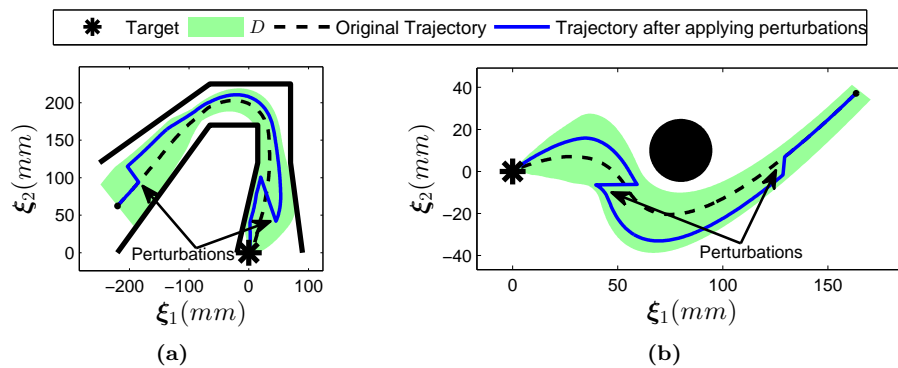 Target D Original Trajectory Trajectory after applying perturbations
200
150
100
50
0
−200 −100 0 100
ξ2(mm)
ξ1(mm)
Perturbations
(a)
40
20
0
−20
−40
0 50 100 150
ξ2(mm)
ξ1(mm)
Perturbations
(b)